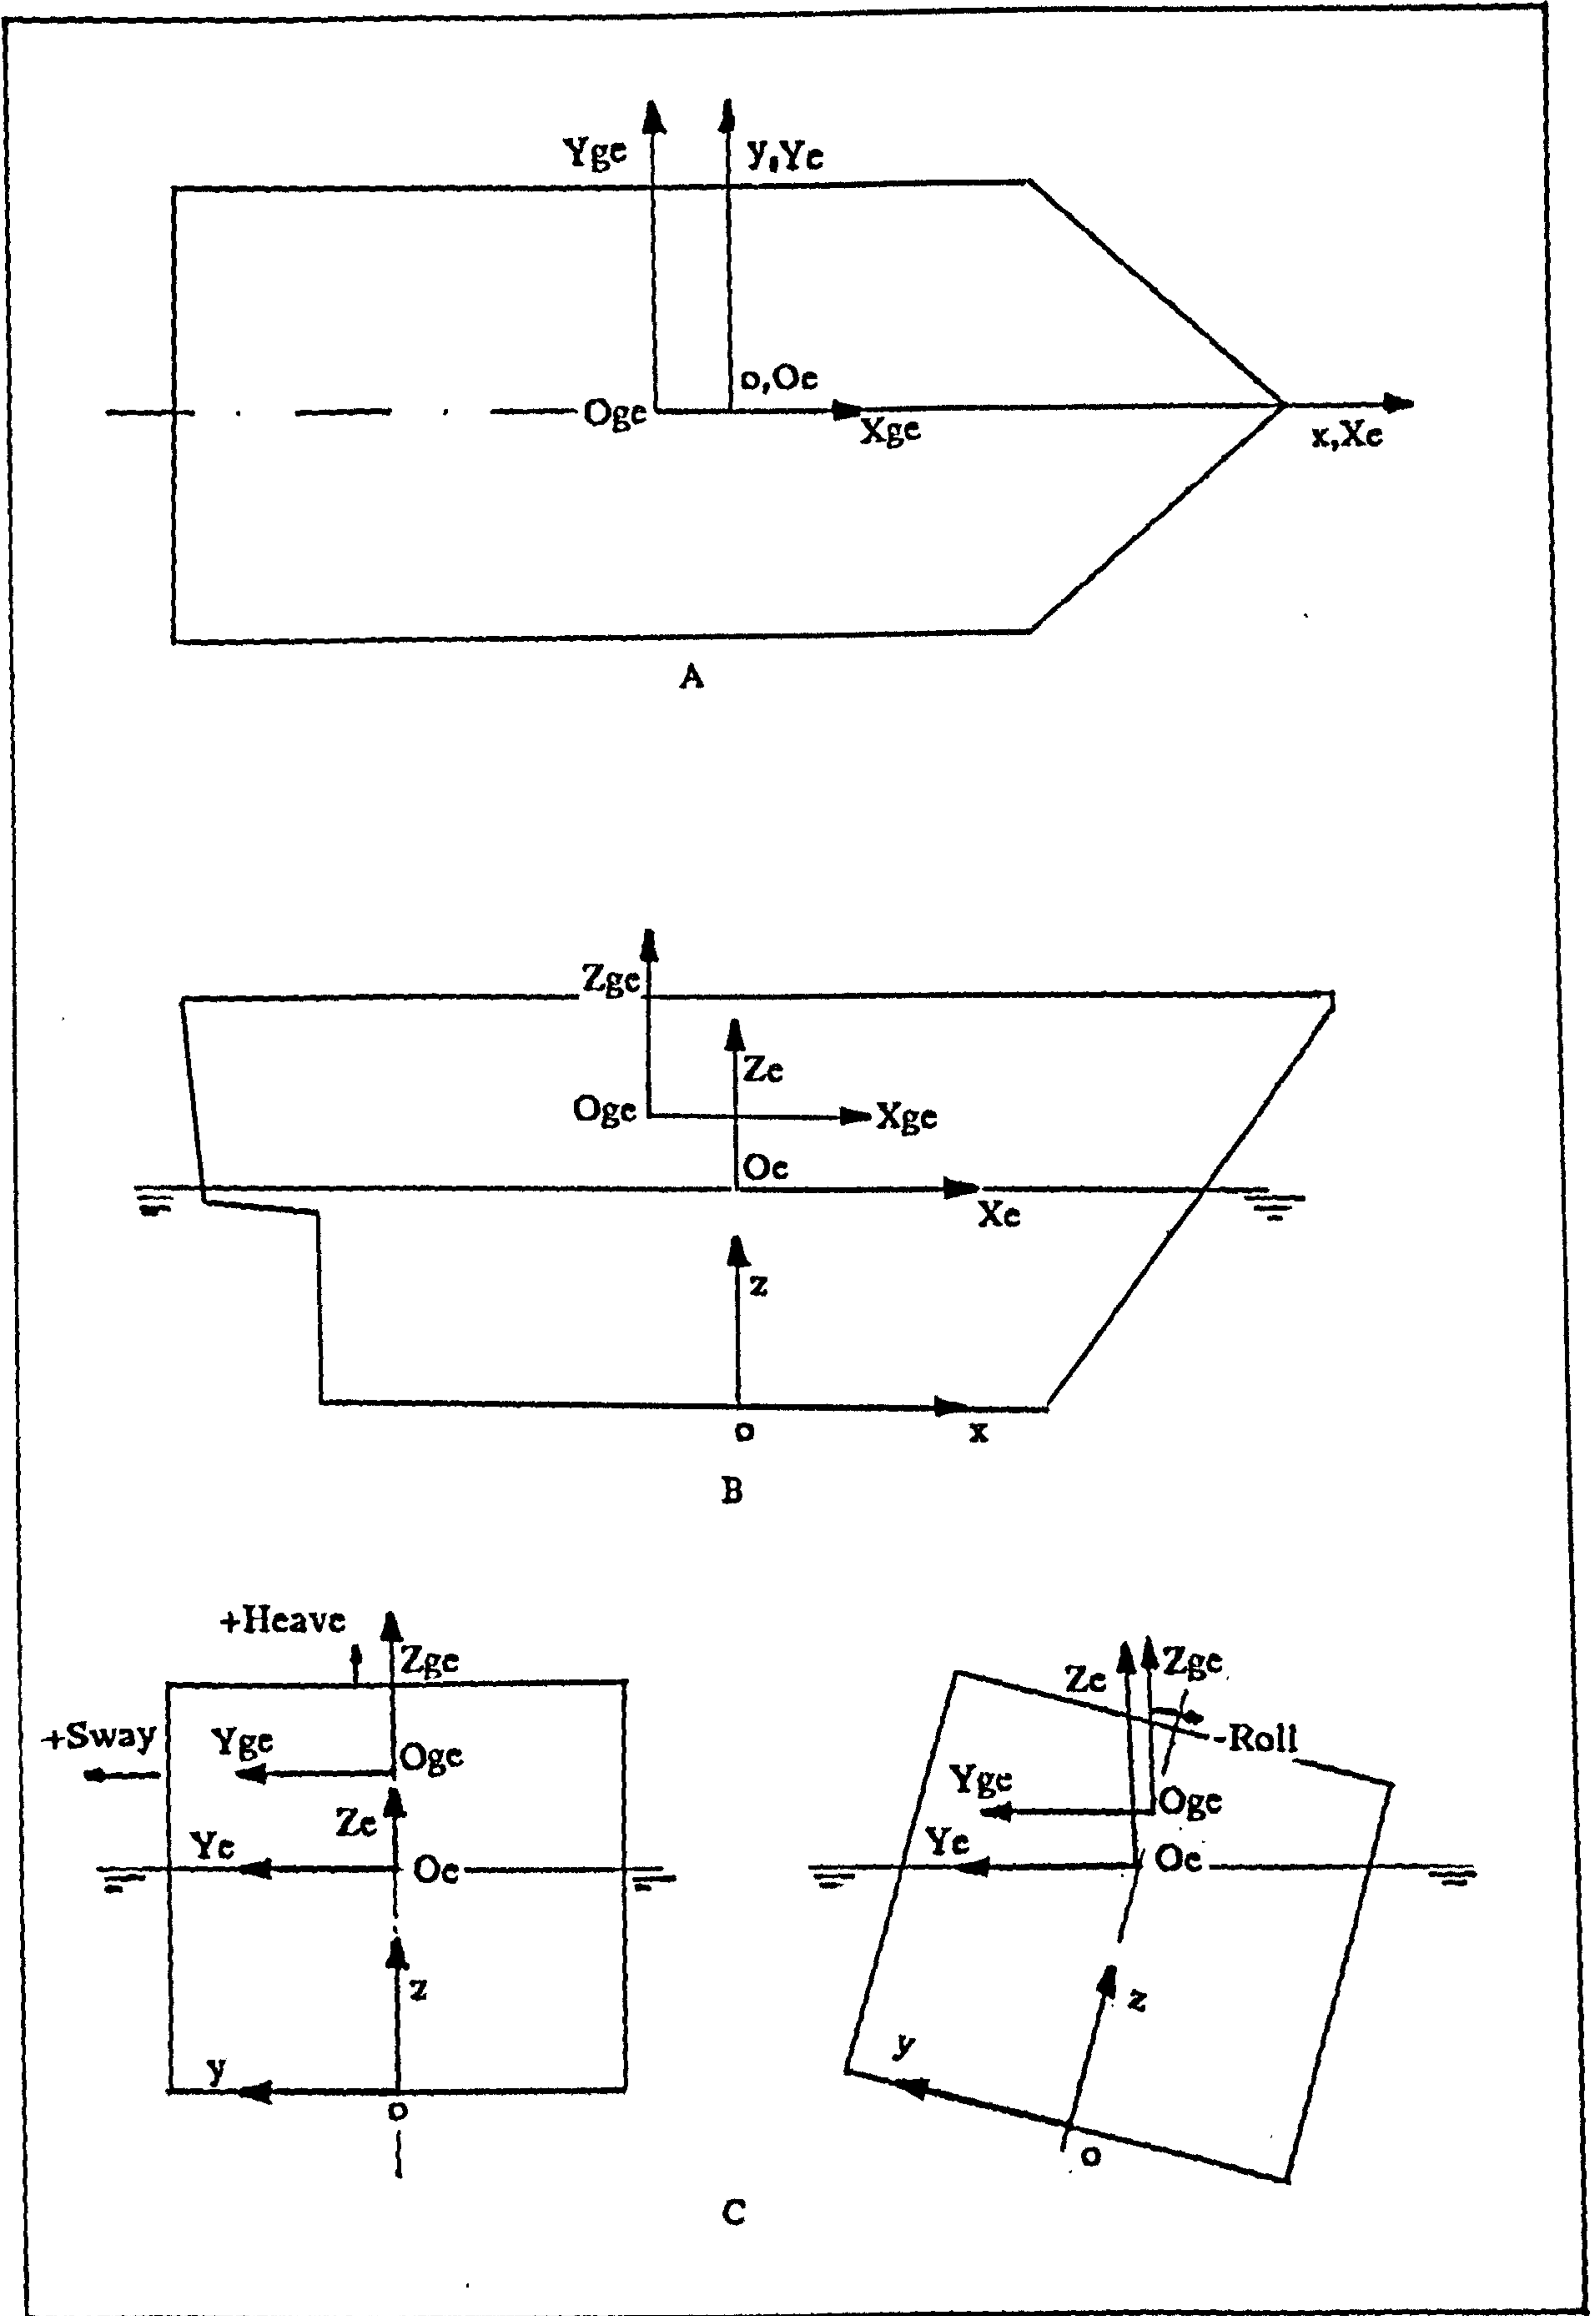 Yge
y,Ye
o,Oe
Oge
Xge
x,Xe
A
Zge
Ze
Oge
Xge
Oe
Xe
z
o
x
B
+Heave
Zge
+Sway
Yge
Oge
Ze
Ye
Oe
z
y
o
Ze
Zge
-Roll
Yge
Oge
Ye
Oe
z
y
o
C